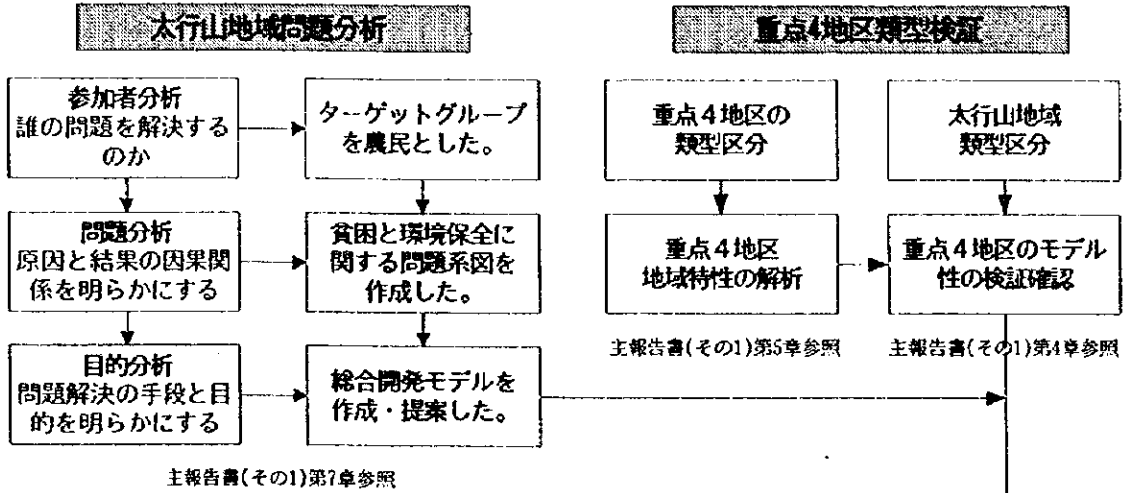 太行山地域問題分析
参加者分析
誰の問題を解決する
のか
ターゲットグループ
を農民とした。
問題分析
原因と結果の因果関
係を明らかにする
貧困と環境保全に
関する問題系図を
作成した。
目的分析
問題解決の手段と目
的を明らかにする
総合開発モデルを
作成・提案した。
主報告書(その1)第7章参照
重点4地区類型検証
重点4地区の
類型区分
太行山地域
類型区分
重点4地区
地域特性の解析
重点4地区のモデル
性の検証確認
主報告書(その1)第5章参照
主報告書(その1)第4章参照